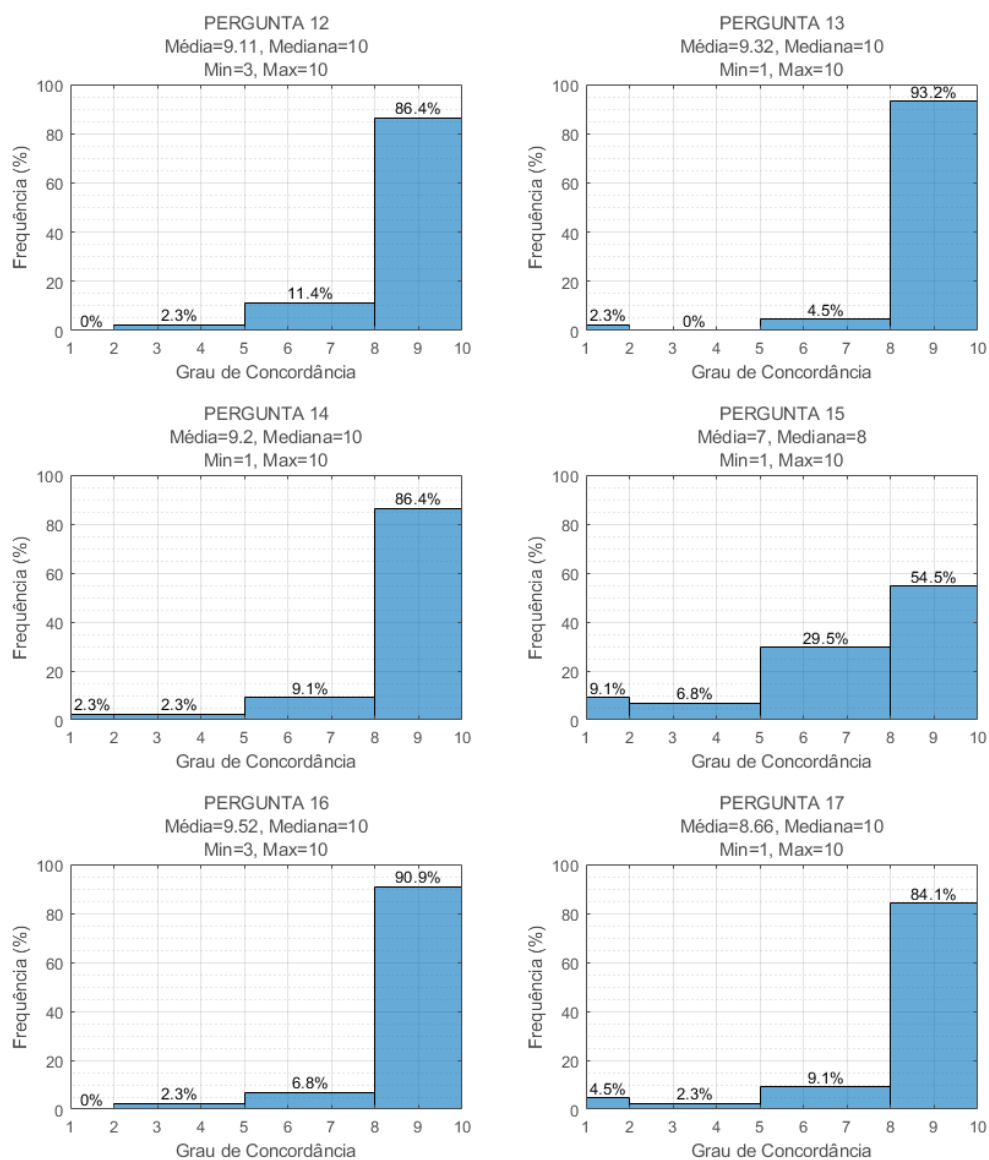 PERGUNTA 12
Média=9.11, Mediana=10
Min=3, Max=10
100
80
60
40
20
0
Frequência (%)
0%
2.3%
11.4%
86.4%
1 2 3 4 5 6 7 8 9 10
Grau de Concordância
PERGUNTA 13
Média=9.32, Mediana=10
Min=1, Max=10
100
80
60
40
20
0
Frequência (%)
2.3%
0%
4.5%
93.2%
1 2 3 4 5 6 7 8 9 10
Grau de Concordância
PERGUNTA 14
Média=9.2, Mediana=10
Min=1, Max=10
100
80
60
40
20
0
Frequência (%)
2.3%
2.3%
9.1%
86.4%
1 2 3 4 5 6 7 8 9 10
Grau de Concordância
PERGUNTA 15
Média=7, Mediana=8
Min=1, Max=10
100
80
60
40
20
0
Frequência (%)
9.1%
6.8%
29.5%
54.5%
1 2 3 4 5 6 7 8 9 10
Grau de Concordância
PERGUNTA 16
Média=9.52, Mediana=10
Min=3, Max=10
100
80
60
40
20
0
Frequência (%)
0%
2.3%
6.8%
90.9%
1 2 3 4 5 6 7 8 9 10
Grau de Concordância
PERGUNTA 17
Média=8.66, Mediana=10
Min=1, Max=10
100
80
60
40
20
0
Frequência (%)
4.5%
2.3%
9.1%
84.1%
1 2 3 4 5 6 7 8 9 10
Grau de Concordância